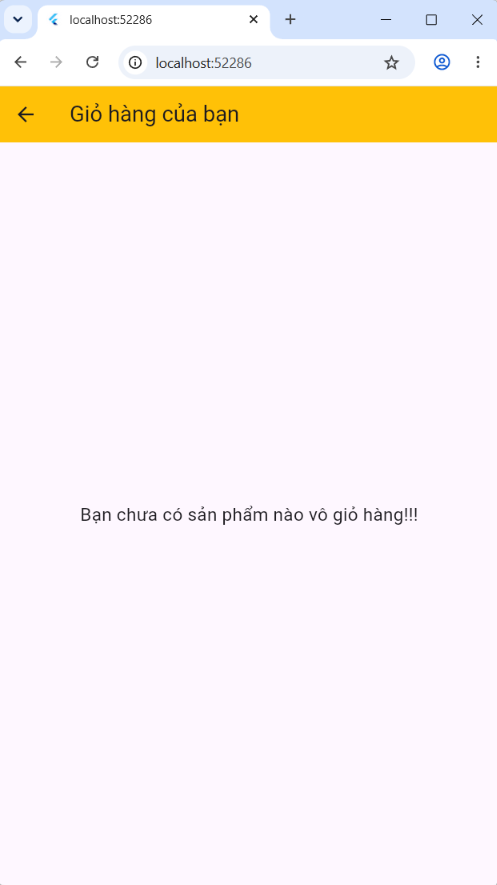 localhost:52286
localhost:52286
Giỏ hàng của bạn
Bạn chưa có sản phẩm nào vô giỏ hàng!!!